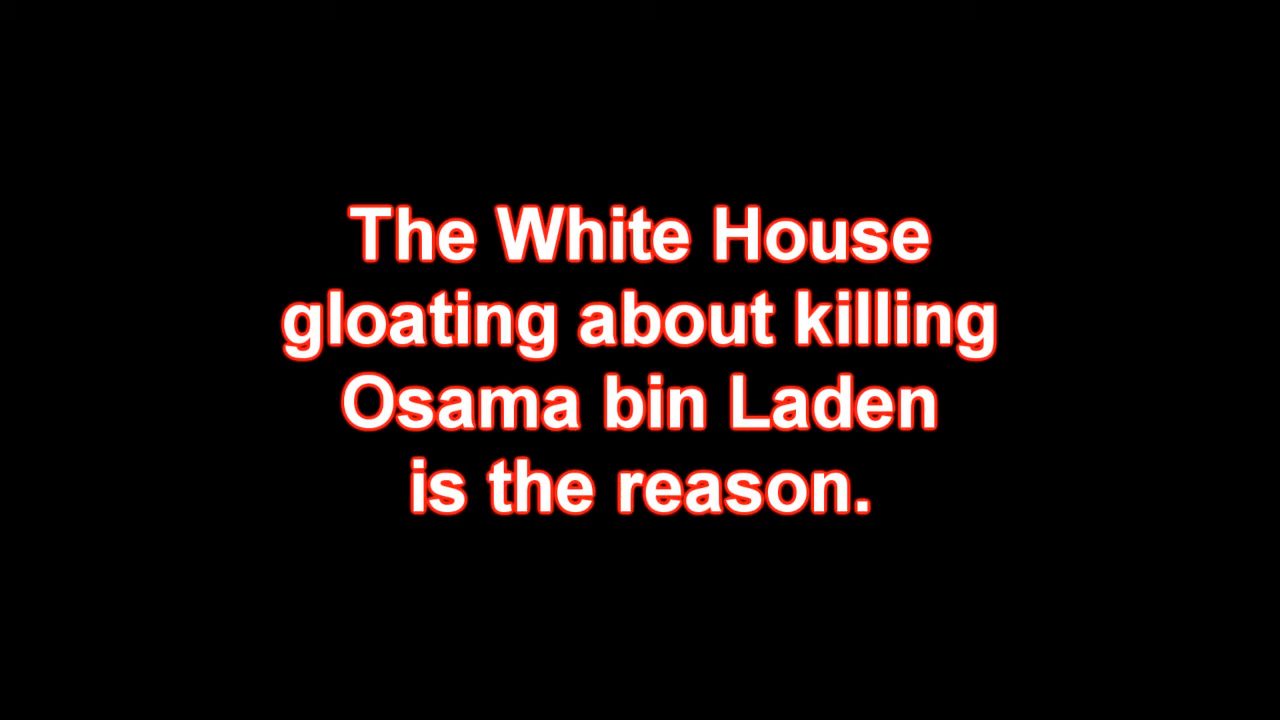 The White House
gloating about killing
Osama bin Laden
is the reason.